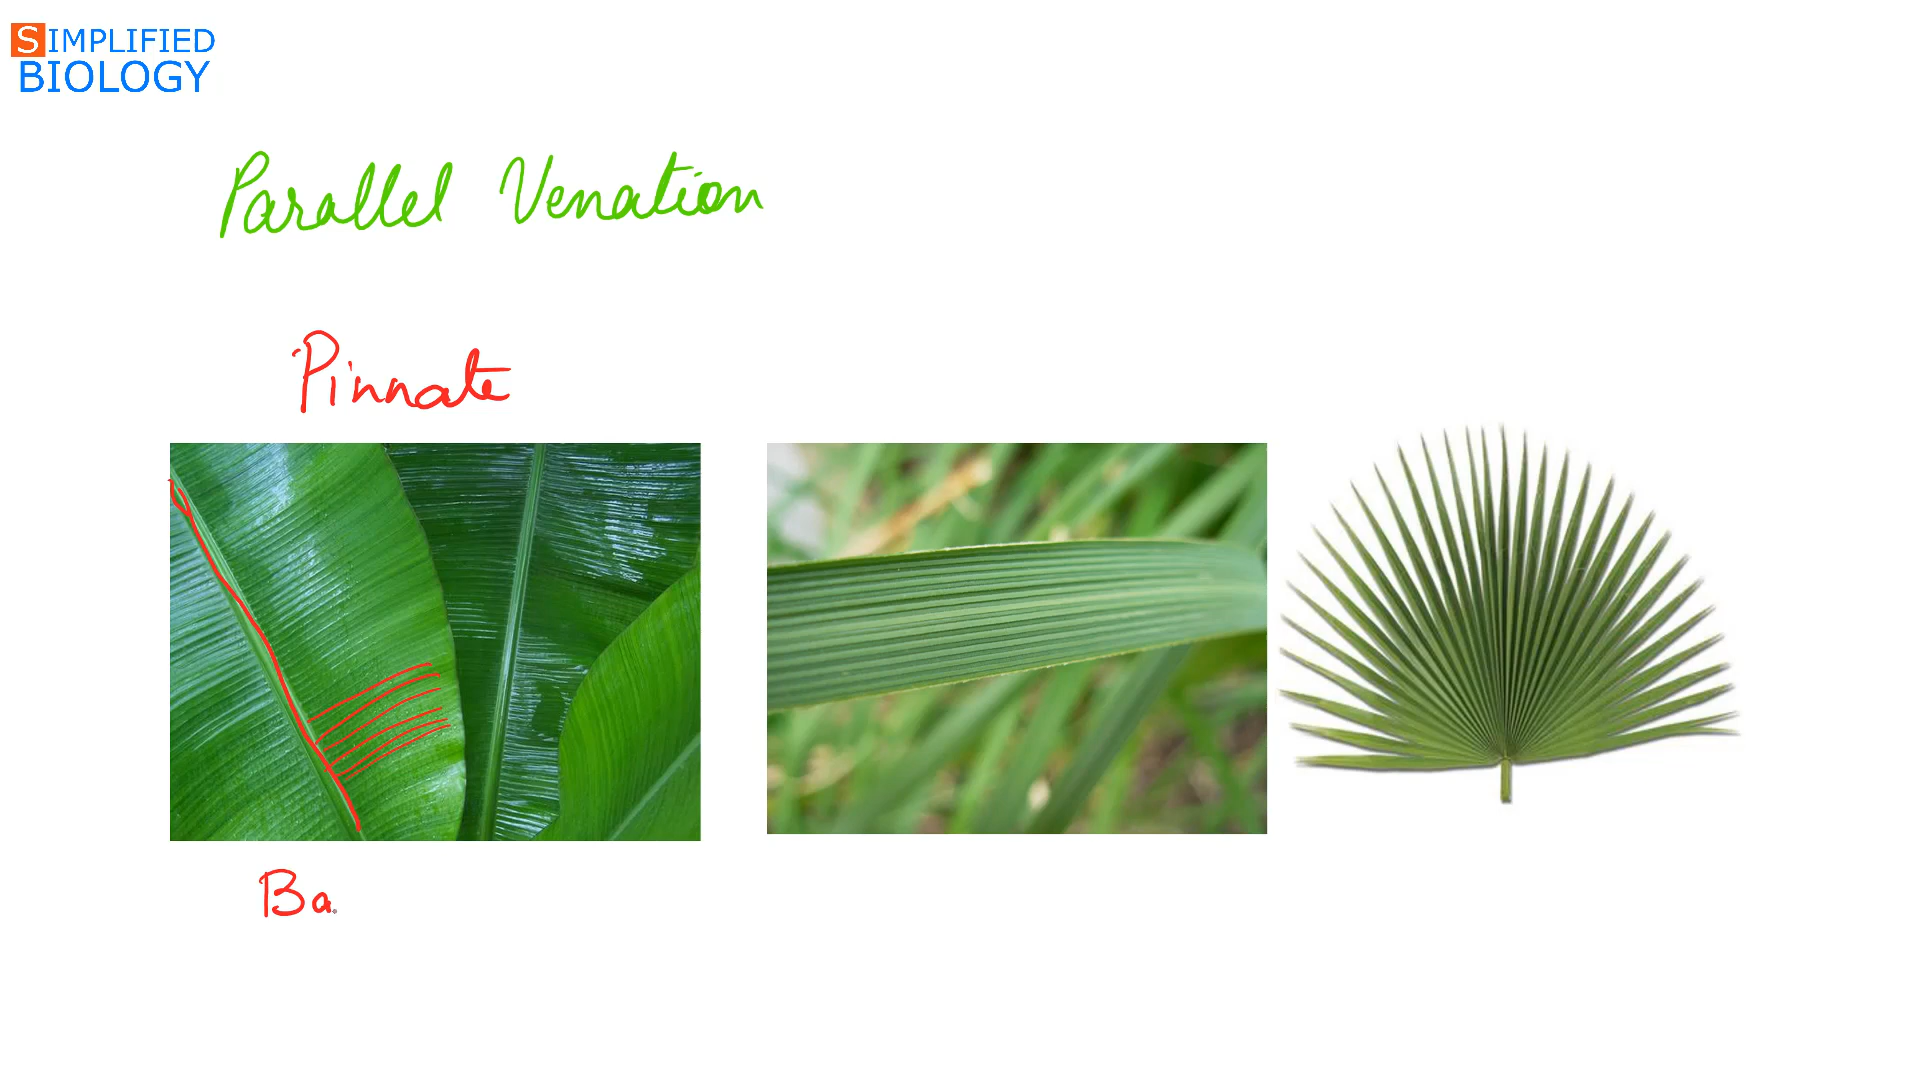 SIMPLIFIED
BIOLOGY
Parallel Venation
Pinnate
Ba